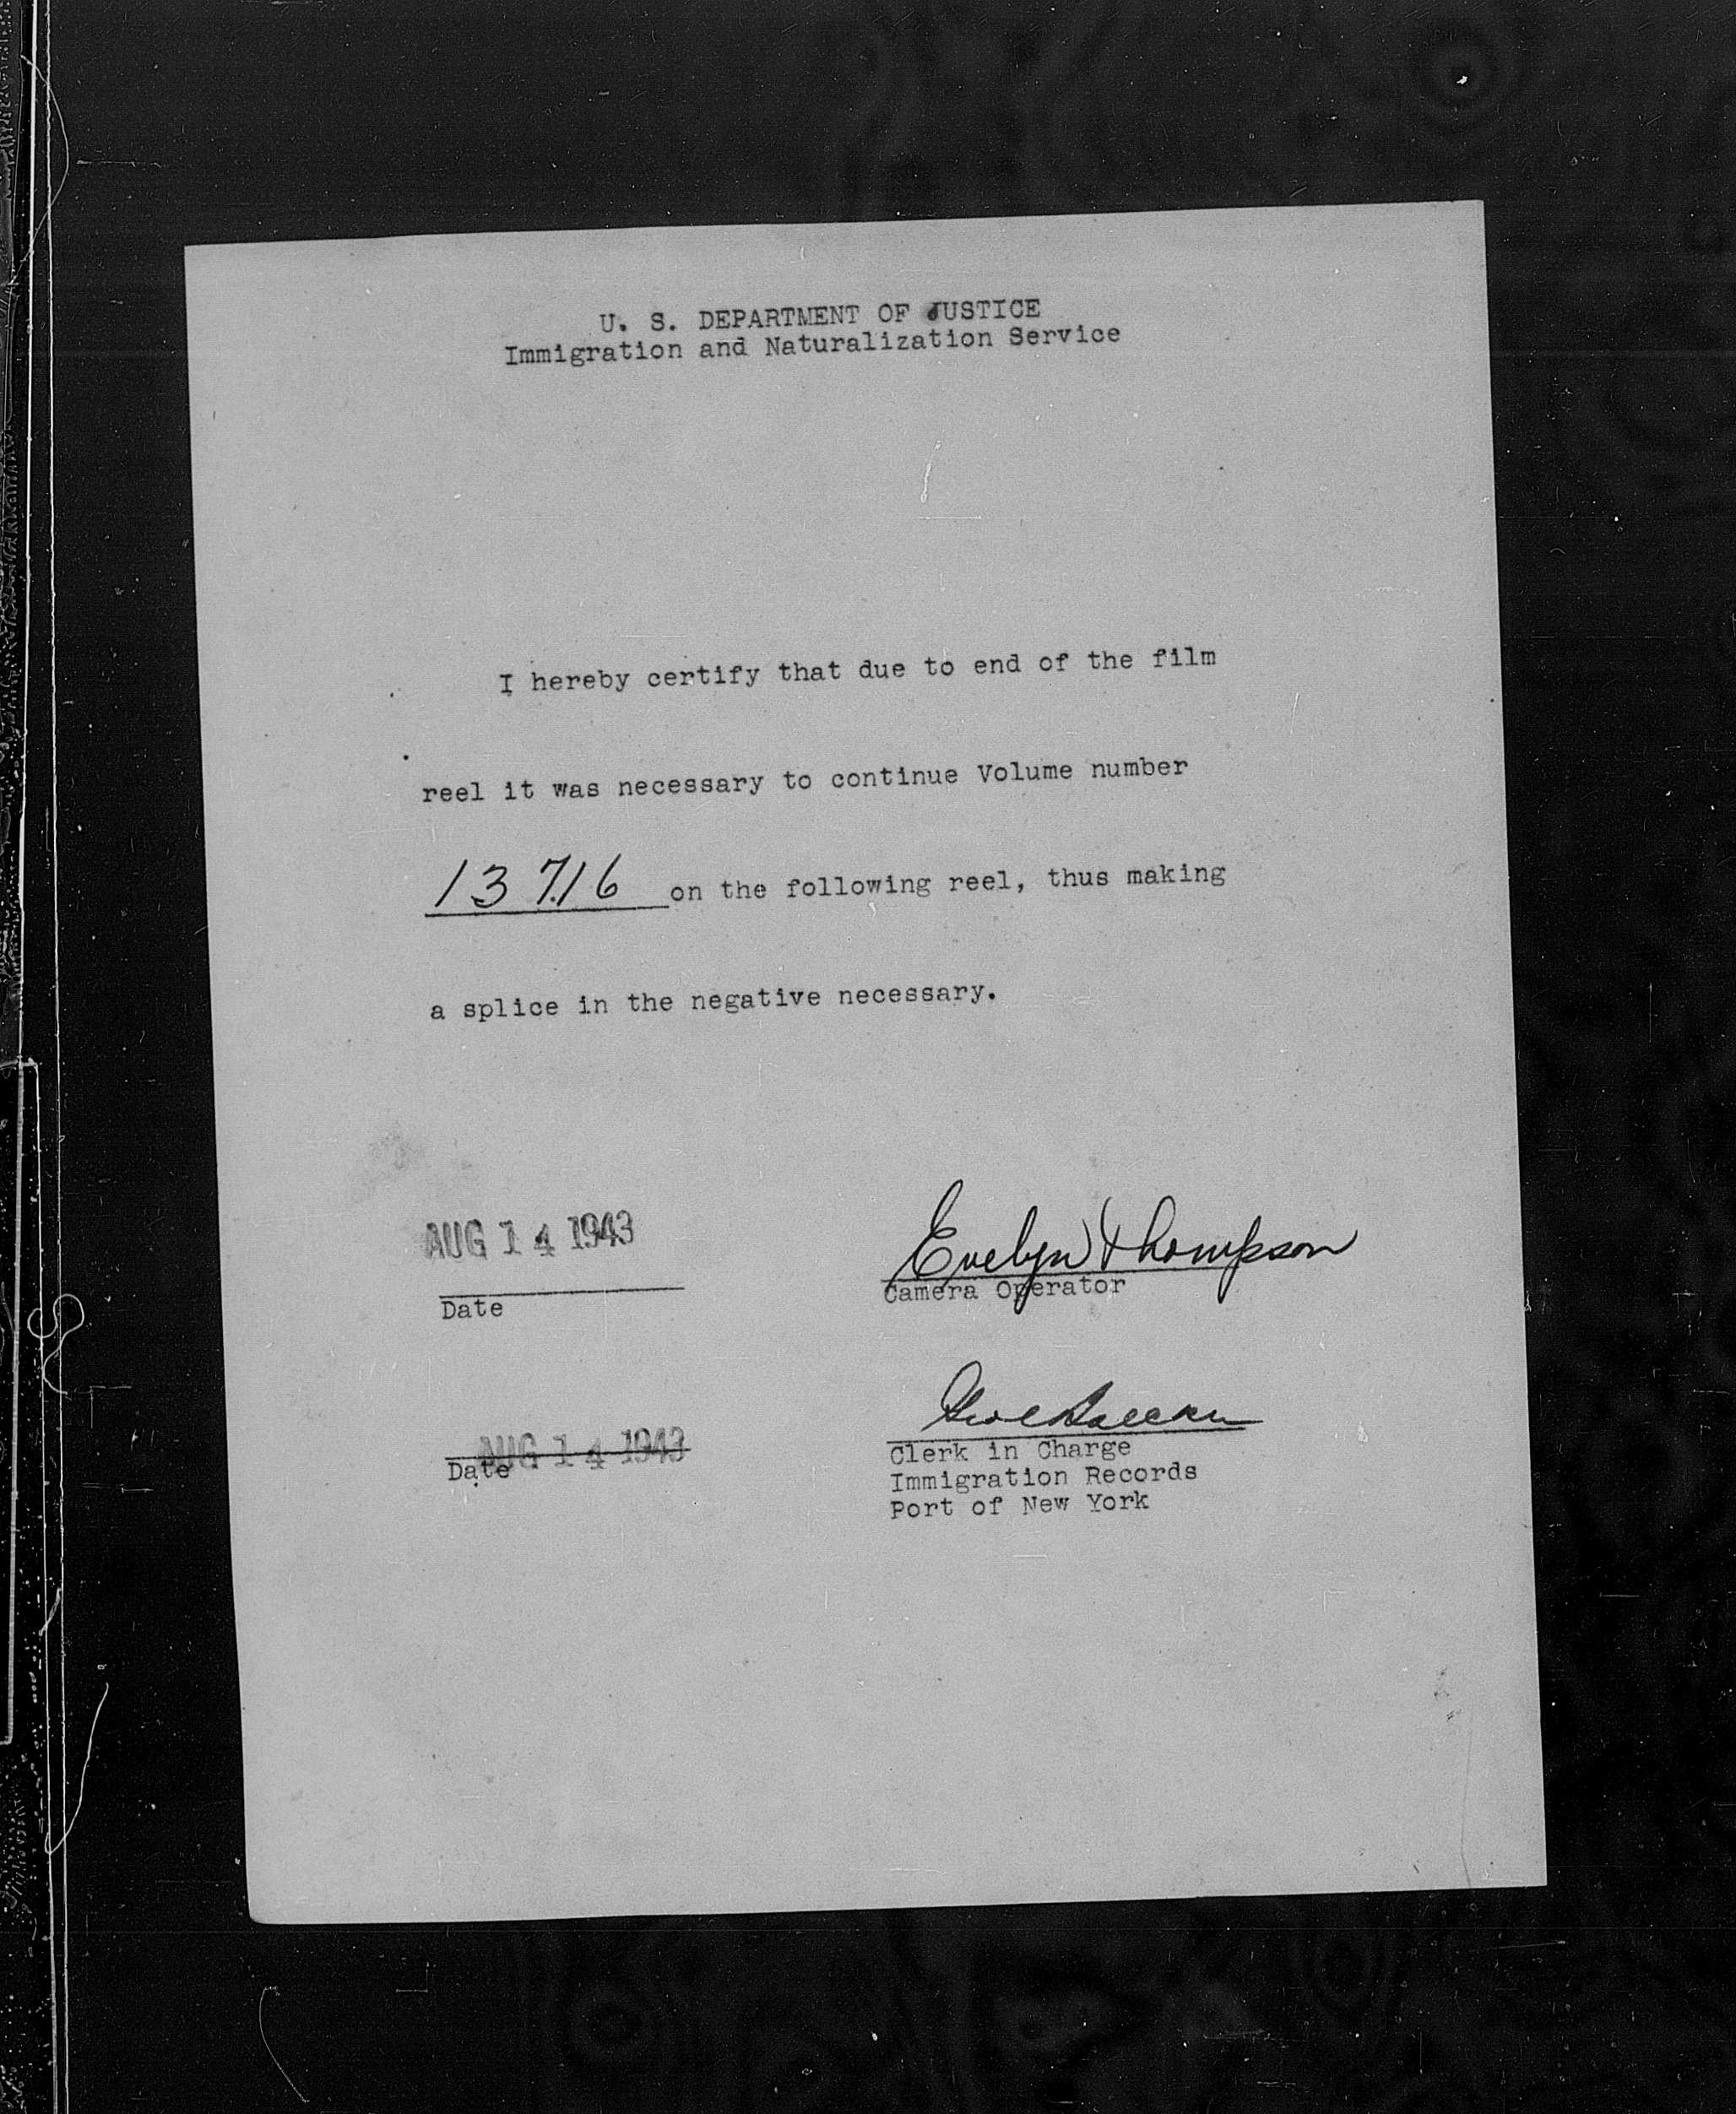 U. S. DEPARTMENT OF JUSTICE
Immigration and Naturalization Service
I hereby certify that due to end of the film
reel it was necessary to continue Volume number
13716 on the following reel, thus making
a splice in the negative necessary.
AUG 14 1943
Evelyn Thompson
Date
Camera Operator
AUG 14 1943
Date
Clerk in Charge
Immigration Records
Port of New York